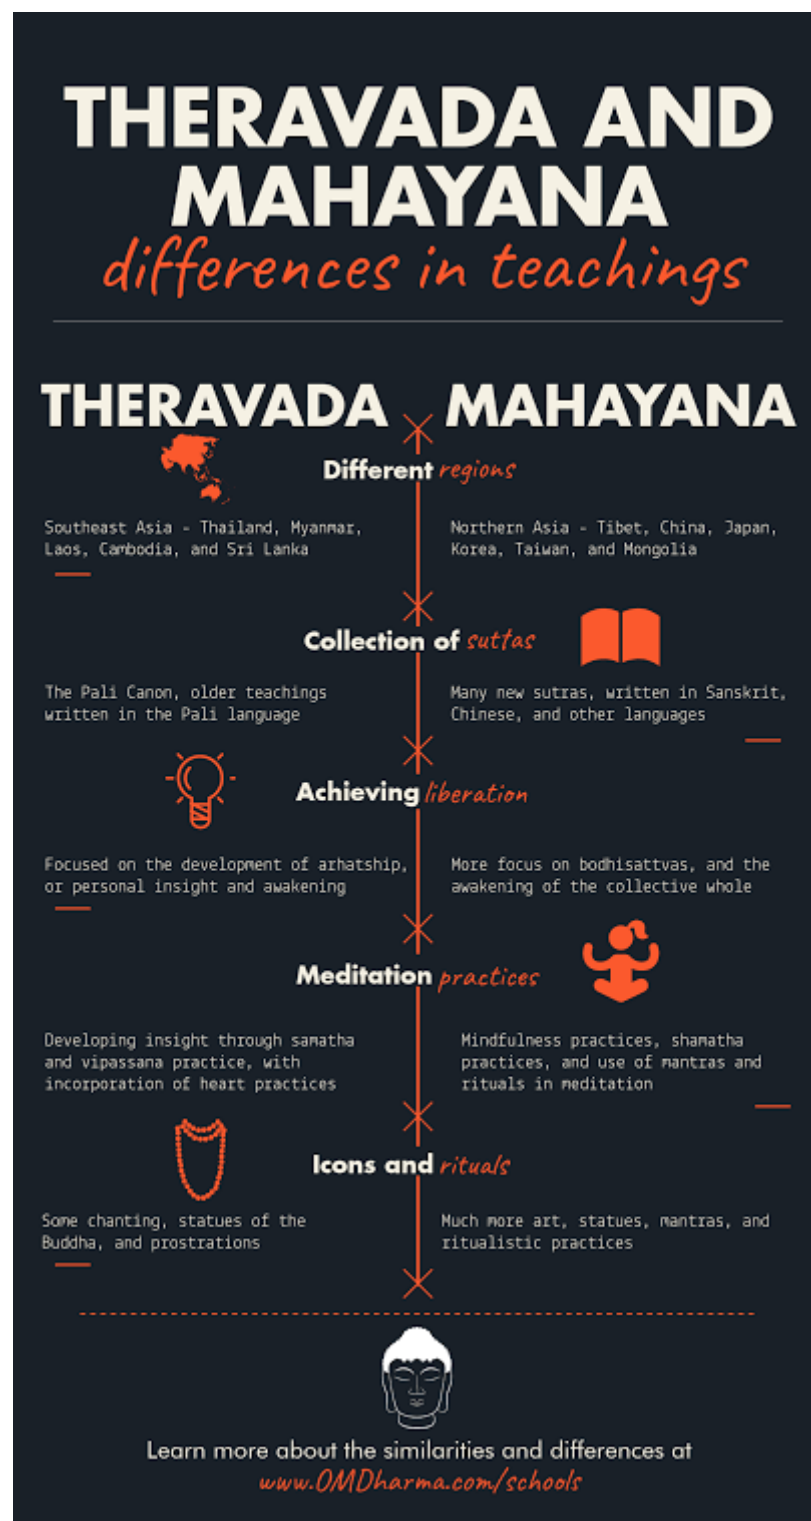 THERAVADA AND
MAHAYANA
differences in teachings
THERAVADA
MAHAYANA
Different regions
Southeast Asia - Thailand, Myanmar,
Laos, Cambodia, and Sri Lanka
Northern Asia - Tibet, China, Japan,
Korea, Taiwan, and Mongolia
Collection of suttas
The Pali Canon, older teachings
written in the Pali language
Many new sutras, written in Sanskrit,
Chinese, and other languages
Achieving liberation
Focused on the development of arhatship,
or personal insight and awakening
More focus on bodhisattvas, and the
awakening of the collective whole
Meditation practices
Developing insight through samatha
and vipassana practice, with
incorporation of heart practices
Mindfulness practices, shamatha
practices, and use of mantras and
rituals in meditation
Icons and rituals
Some chanting, statues of the
Buddha, and prostrations
Much more art, statues, mantras, and
ritualistic practices
Learn more about the similarities and differences at
www.OMDharma.com/schools